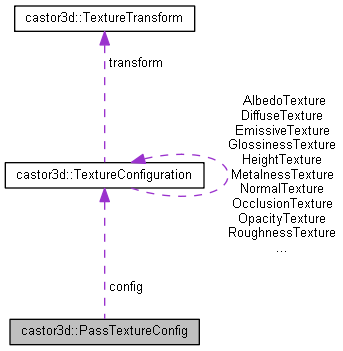 castor3d::TextureTransform
transform
AlbedoTexture
DiffuseTexture
EmissiveTexture
GlossinessTexture
HeightTexture
MetalnessTexture
NormalTexture
OcclusionTexture
OpacityTexture
RoughnessTexture
...
castor3d::TextureConfiguration
config
castor3d::PassTextureConfig